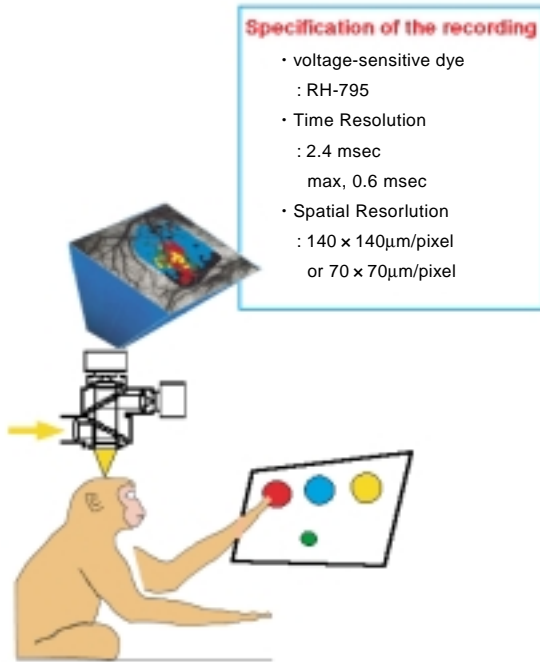 Specification of the recording
・voltage-sensitive dye
: RH-795
・Time Resolution
: 2.4 msec
max, 0.6 msec
・Spatial Resorlution
: 140 × 140μm/pixel
or 70 × 70μm/pixel